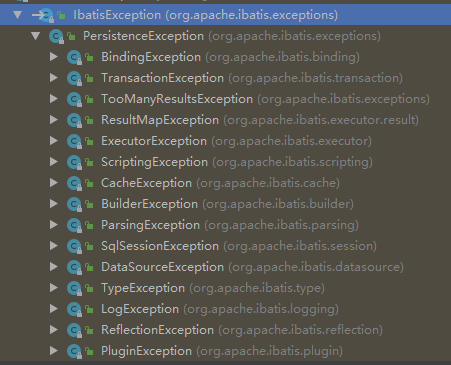 IbatisException (org.apache.ibatis.exceptions)
PersistenceException (org.apache.ibatis.exceptions)
BindingException (org.apache.ibatis.binding)
TransactionException (org.apache.ibatis.transaction)
TooManyResultsException (org.apache.ibatis.exceptions)
ResultMapException (org.apache.ibatis.executor.result)
ExecutorException (org.apache.ibatis.executor)
ScriptingException (org.apache.ibatis.scripting)
CacheException (org.apache.ibatis.cache)
BuilderException (org.apache.ibatis.builder)
ParsingException (org.apache.ibatis.parsing)
SqlSessionException (org.apache.ibatis.session)
DataSourceException (org.apache.ibatis.datasource)
TypeException (org.apache.ibatis.type)
LogException (org.apache.ibatis.logging)
ReflectionException (org.apache.ibatis.reflection)
PluginException (org.apache.ibatis.plugin)